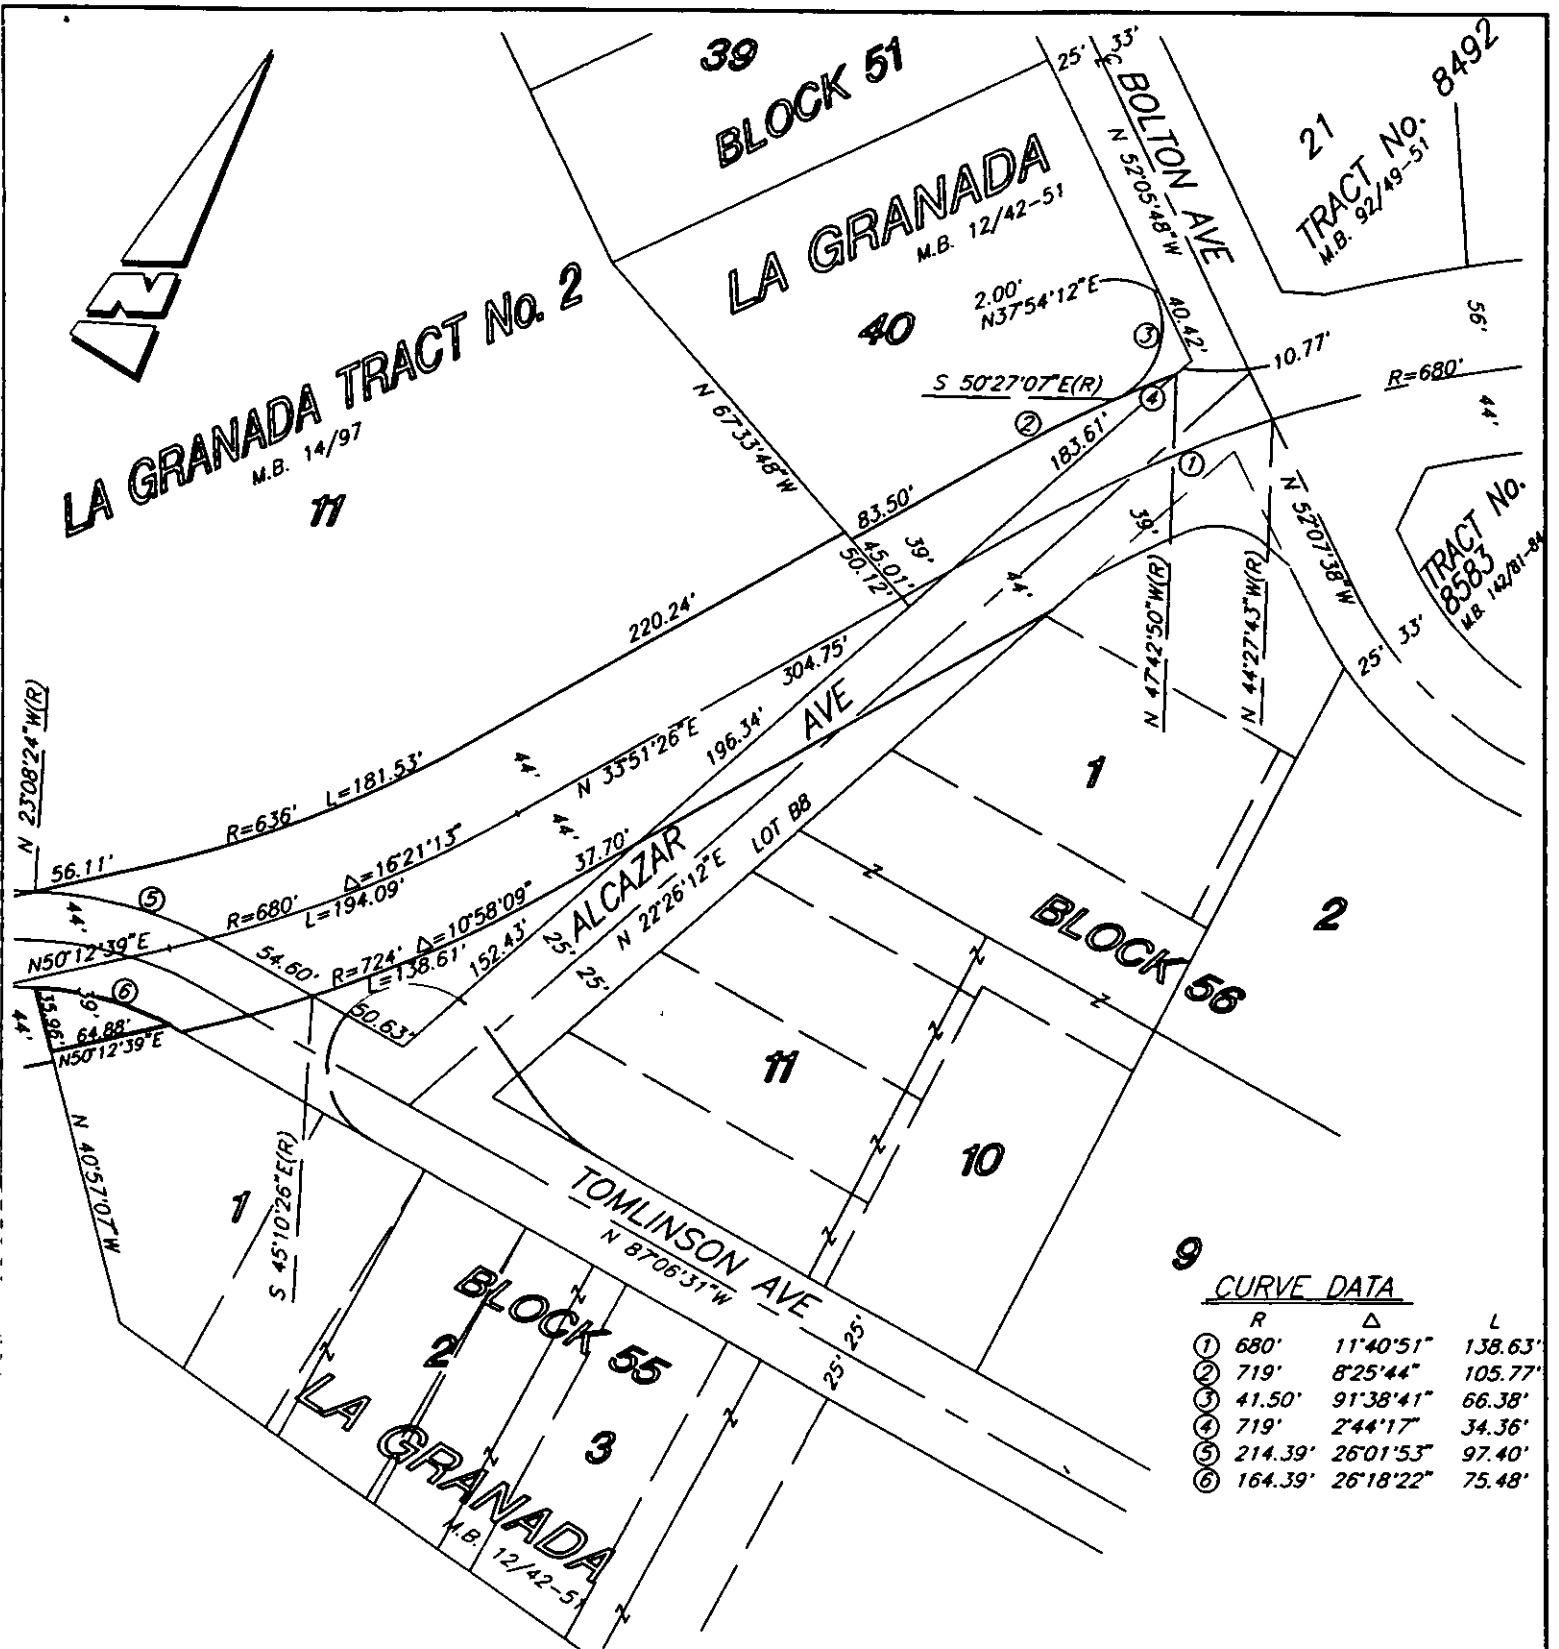 39
BLOCK 51
25'
33'
BOLTON AVE
N 52°05'48"W
8492
21
TRACT No.
M.B. 92/49-51
LA GRANADA
M.B. 12/42-51
N
2.00'
N37°54'12"E
40
40.42'
③
10.77'
56'
S 50°27'07"E(R)
R=680'
④
44'
②
LA GRANADA TRACT No. 2
M.B. 14/97
11
N 67°33'48"W
183.61'
①
83.50'
39'
45.01'
50.12'
39'
N 52°07'38"W
TRACT No.
8583
M.B. 142/81-84
44'
220.24'
304.75'
N 47°42'50"W(R)
N 44°27'43"W(R)
25'
33'
N 23°08'24"W(R)
AVE
196.34'
N 33°51'26"E
44'
44'
1
L=181.53'
R=636'
56.11'
Δ=16°21'13"
L=194.09'
R=680'
37.70'
ALCAZAR
LOT B8
N 22°26'12"E
⑤
44'
N50°12'39"E
54.60'
R=724'
Δ=10°58'09"
L=138.61'
152.43'
25'
25'
BLOCK 56
2
⑥
35.96'
39'
64.88'
44'
N50°12'39"E
50.63'
11
10
N 40°57'07"W
1
S 45°10'26"E(R)
TOMLINSON AVE
N 87°06'31"W
25'
25'
9
BLOCK 55
2
3
LA GRANADA
M.B. 12/42-51
CURVE DATA
R Δ L
① 680' 11°40'51" 138.63'
② 719' 8°25'44" 105.77'
③ 41.50' 91°38'41" 66.38'
④ 719' 2°44'17" 34.36'
⑤ 214.39' 26°01'53" 97.40'
⑥ 164.39' 26°18'22" 75.48'